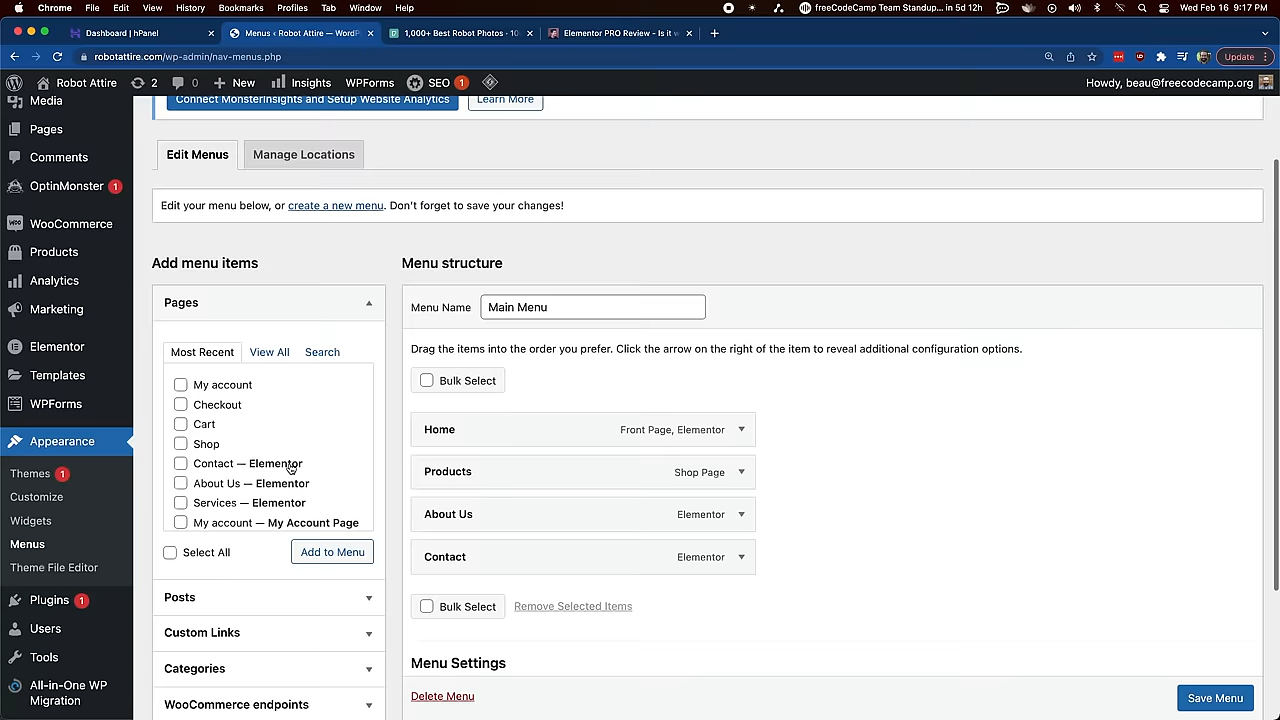 Chrome File Edit View History Bookmarks Profiles Tab Window Help freeCodeCamp Team Standup... in 5d 12h Wed Feb 16 9:17 PM
Dashboard | hPanel Menus ‹ Robot Attire — WordPr 1,000+ Best Robot Photos · 10 Elementor PRO Review - Is it w
robotattire.com/wp-admin/nav-menus.php Update
Robot Attire 2 0 + New Insights WPForms SEO 1 Howdy, beau@freecodecamp.org
Media
Pages
Comments
OptinMonster 1
WooCommerce
Products
Analytics
Marketing
Elementor
Templates
WPForms
Appearance
Themes 1
Customize
Widgets
Menus
Theme File Editor
Plugins 1
Users
Tools
All-in-One WP
Migration
Connect MonsterInsights and Setup Website Analytics Learn More
Edit Menus Manage Locations
Edit your menu below, or create a new menu. Don’t forget to save your changes!
Add menu items
Pages
Most Recent View All Search
My account
Checkout
Cart
Shop
Contact — Elementor
About Us — Elementor
Services — Elementor
My account — My Account Page
Select All Add to Menu
Posts
Custom Links
Categories
WooCommerce endpoints
Menu structure
Menu Name Main Menu
Drag the items into the order you prefer. Click the arrow on the right of the item to reveal additional configuration options.
Bulk Select
Home Front Page, Elementor
Products Shop Page
About Us Elementor
Contact Elementor
Bulk Select Remove Selected Items
Menu Settings
Delete Menu Save Menu